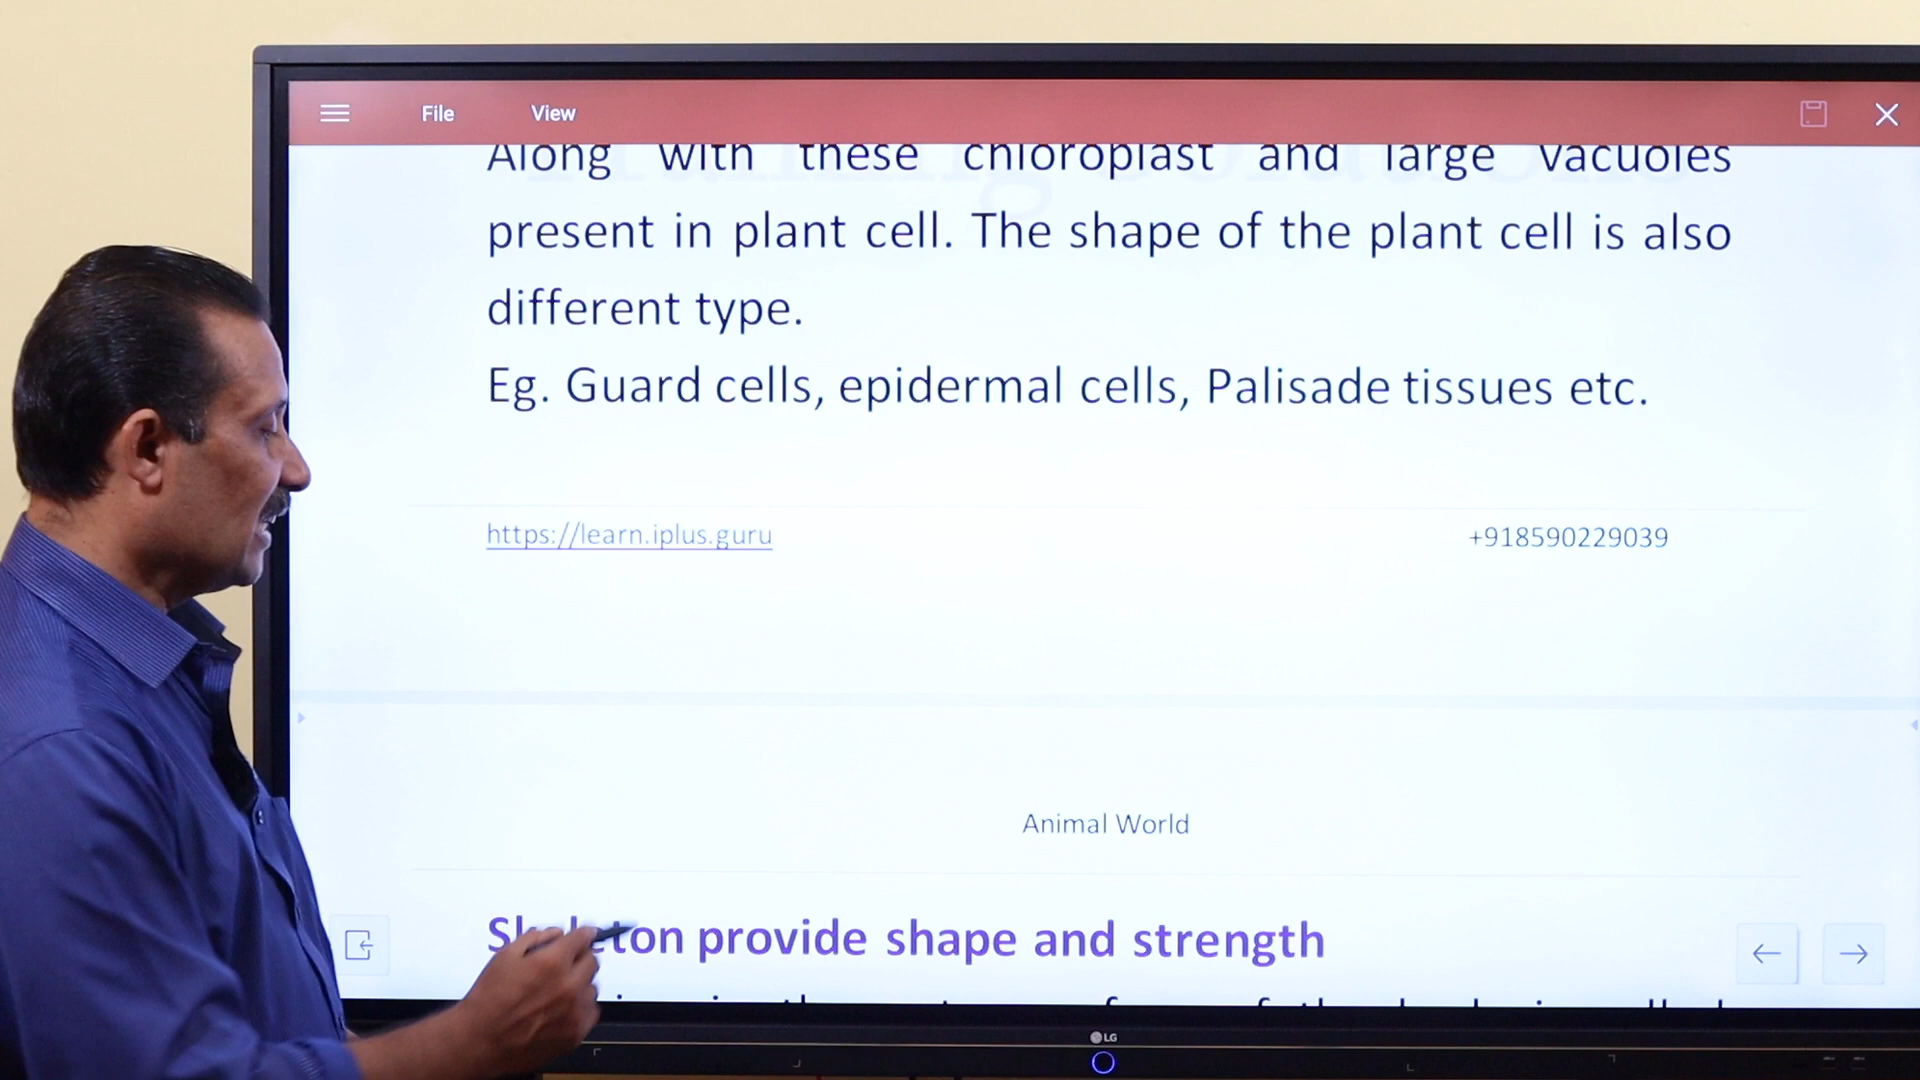 File View
Along with these chloroplast and large vacuoles
present in plant cell. The shape of the plant cell is also
different type.
Eg. Guard cells, epidermal cells, Palisade tissues etc.
https://learn.iplus.guru +918590229039
Animal World
Skeleton provide shape and strength
LG